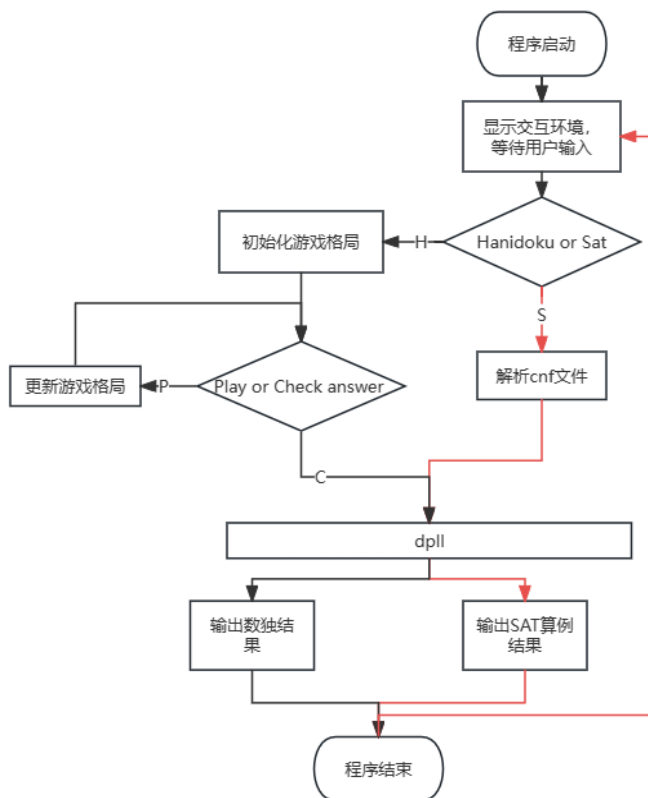 程序启动
显示交互环境，
等待用户输入
Hanidoku or Sat
H
初始化游戏格局
S
Play or Check answer
P
更新游戏格局
解析cnf文件
C
dpll
输出数独结
果
输出SAT算例
结果
程序结束